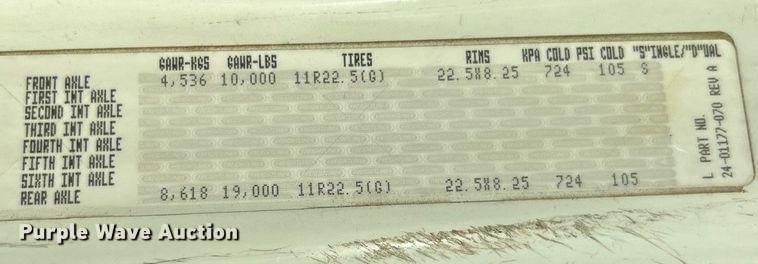 GAWR-KGS GAWR-LBS TIRES RIMS KPA COLD PSI COLD "S"INGLE/"D"UAL
FRONT AXLE 4,536 10,000 11R22.5(G) 22.5X8.25 724 105 S
FIRST INT AXLE
SECOND INT AXLE
THIRD INT AXLE
FOURTH INT AXLE
FIFTH INT AXLE
SIXTH INT AXLE
REAR AXLE 8,618 19,000 11R22.5(G) 22.5X8.25 724 105
L PART NO.
24-01177-070 REV A
Purple Wave Auction